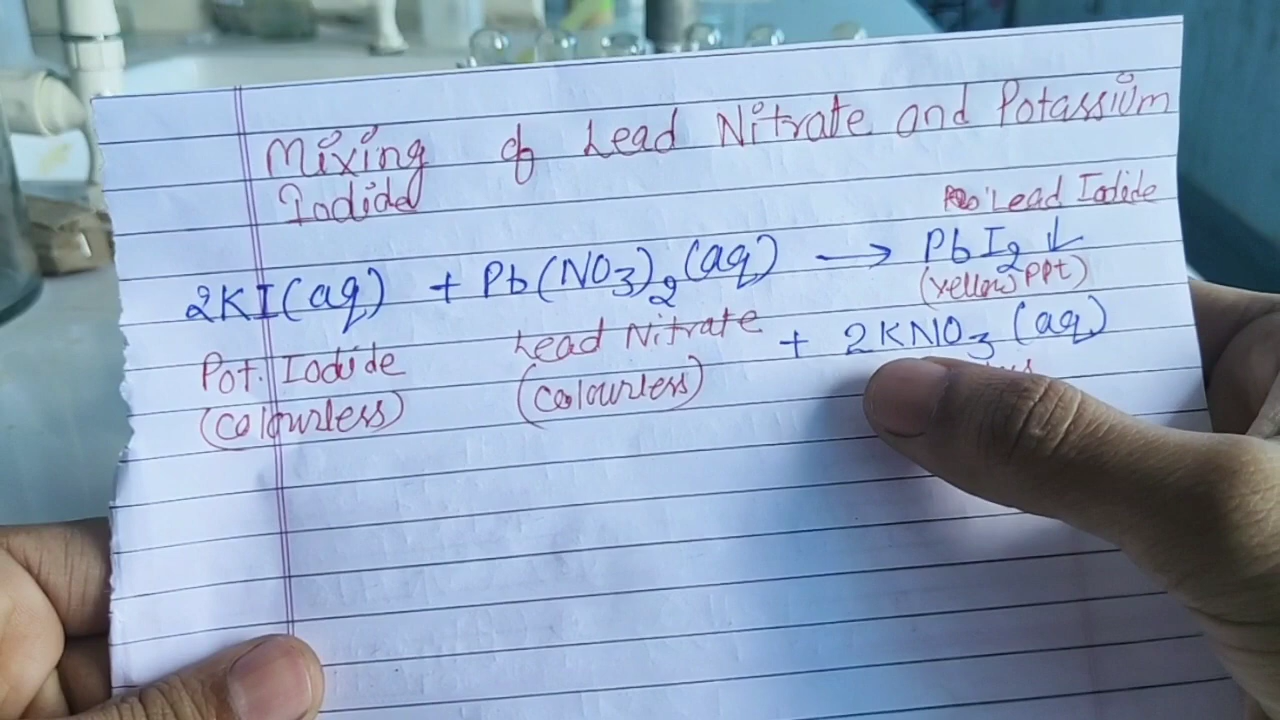 Mixing of Lead Nitrate and Potassium
Iodide
Lead Iodide
2KI(aq) + Pb(NO3)2(aq) → PbI2↓
(yellow PPt)
Pot. Iodide (colourless) Lead Nitrate (colourless) + 2KNO3 (aq)